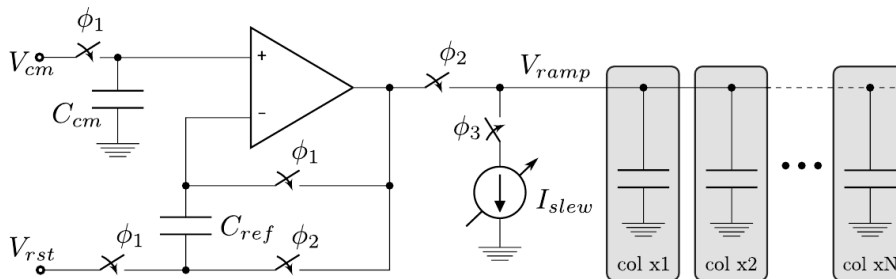 ϕ1
Vcm
Ccm
+
−
ϕ2
Vramp
ϕ3
Islew
ϕ1
Cref
Vrst
ϕ1
ϕ2
col x1
col x2
col xN